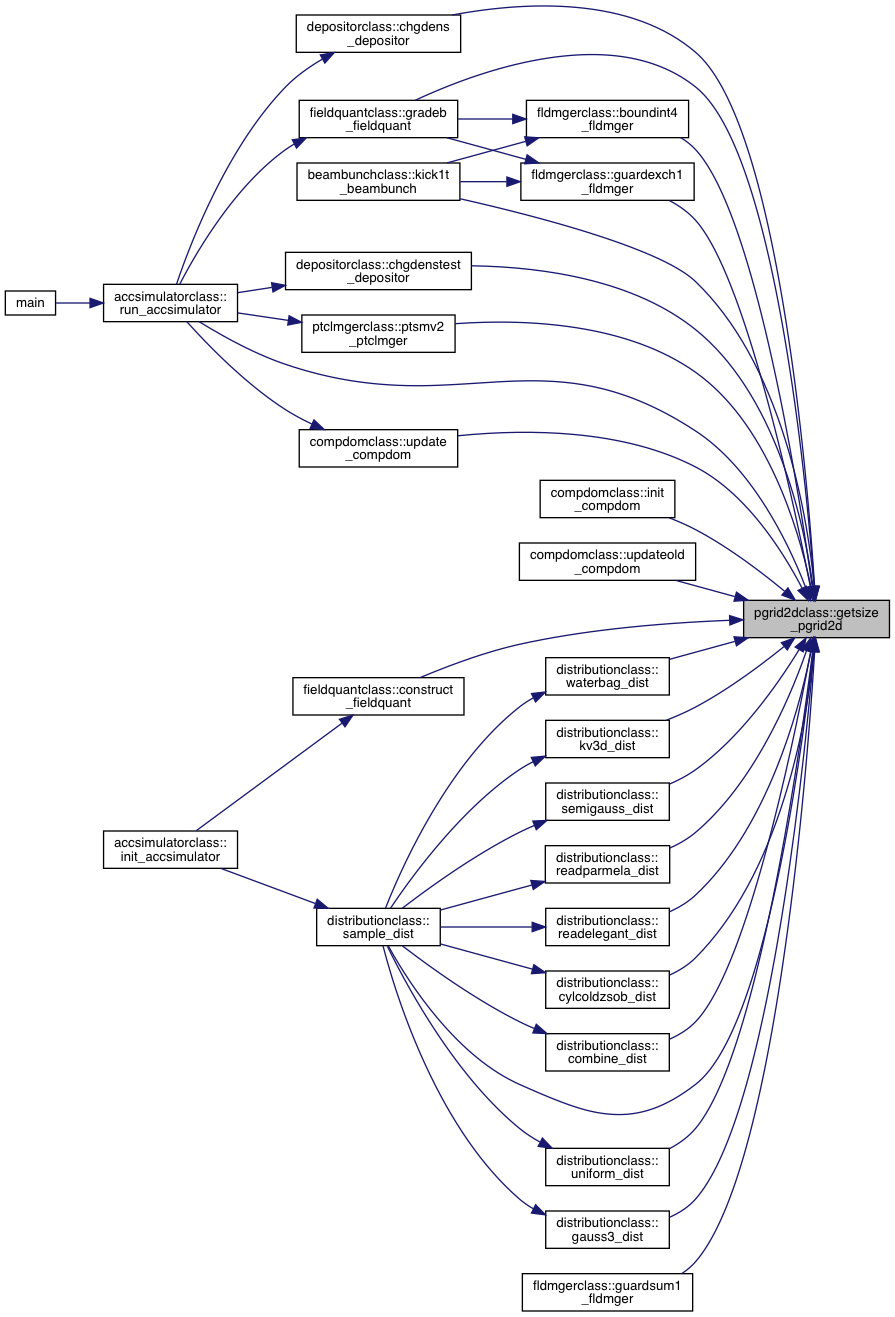 depositorclass::chgdens
_depositor
fieldquantclass::gradeb
_fieldquant
fldmgerclass::boundint4
_fldmger
beambunchclass::kick1t
_beambunch
fldmgerclass::guardexch1
_fldmger
depositorclass::chgdenstest
_depositor
main
accsimulatorclass::
run_accsimulator
ptclmgerclass::ptsmv2
_ptclmger
compdomclass::update
_compdom
compdomclass::init
_compdom
compdomclass::updateold
_compdom
pgrid2dclass::getsize
_pgrid2d
fieldquantclass::construct
_fieldquant
distributionclass::
waterbag_dist
distributionclass::
kv3d_dist
distributionclass::
semigauss_dist
accsimulatorclass::
init_accsimulator
distributionclass::
readparmela_dist
distributionclass::
sample_dist
distributionclass::
readelegant_dist
distributionclass::
cylcoldzsob_dist
distributionclass::
combine_dist
distributionclass::
uniform_dist
distributionclass::
gauss3_dist
fldmgerclass::guardsum1
_fldmger